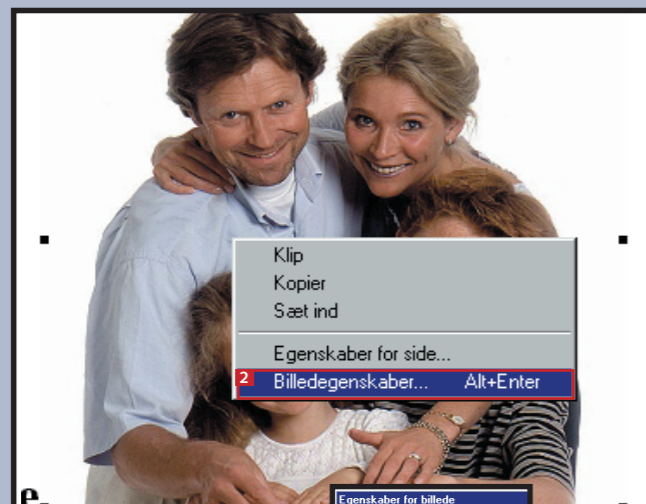 Klip
Kopier
Sæt ind
Egenskaber for side...
2 Billedegenskaber... Alt+Enter
e.
Egenskaber for billede